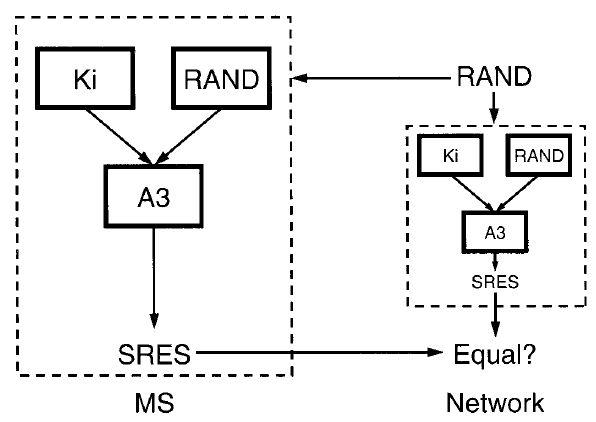 Ki
RAND
A3
SRES
MS
RAND
Ki
RAND
A3
SRES
Equal?
Network